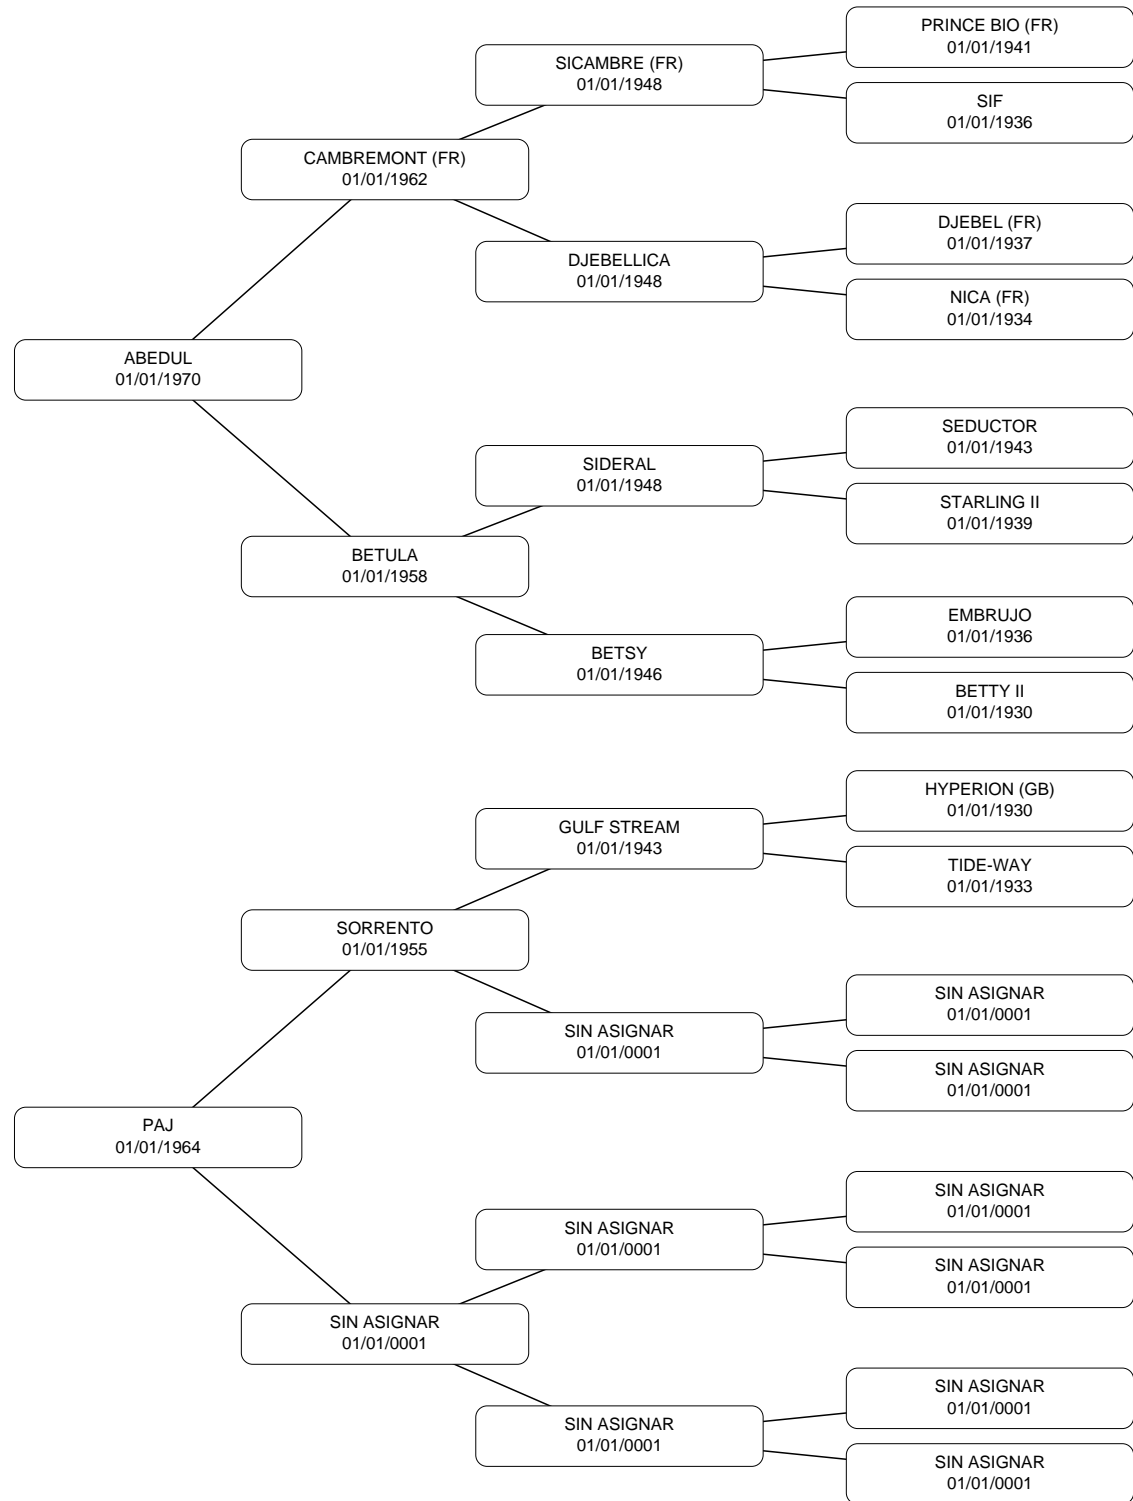 PRINCE BIO (FR)
01/01/1941
SICAMBRE (FR)
01/01/1948
SIF
01/01/1936
CAMBREMONT (FR)
01/01/1962
DJEBEL (FR)
01/01/1937
DJEBELLICA
01/01/1948
NICA (FR)
01/01/1934
ABEDUL
01/01/1970
SEDUCTOR
01/01/1943
SIDERAL
01/01/1948
STARLING II
01/01/1939
BETULA
01/01/1958
EMBRUJO
01/01/1936
BETSY
01/01/1946
BETTY II
01/01/1930
HYPERION (GB)
01/01/1930
GULF STREAM
01/01/1943
TIDE-WAY
01/01/1933
SORRENTO
01/01/1955
SIN ASIGNAR
01/01/0001
SIN ASIGNAR
01/01/0001
SIN ASIGNAR
01/01/0001
PAJ
01/01/1964
SIN ASIGNAR
01/01/0001
SIN ASIGNAR
01/01/0001
SIN ASIGNAR
01/01/0001
SIN ASIGNAR
01/01/0001
SIN ASIGNAR
01/01/0001
SIN ASIGNAR
01/01/0001
SIN ASIGNAR
01/01/0001